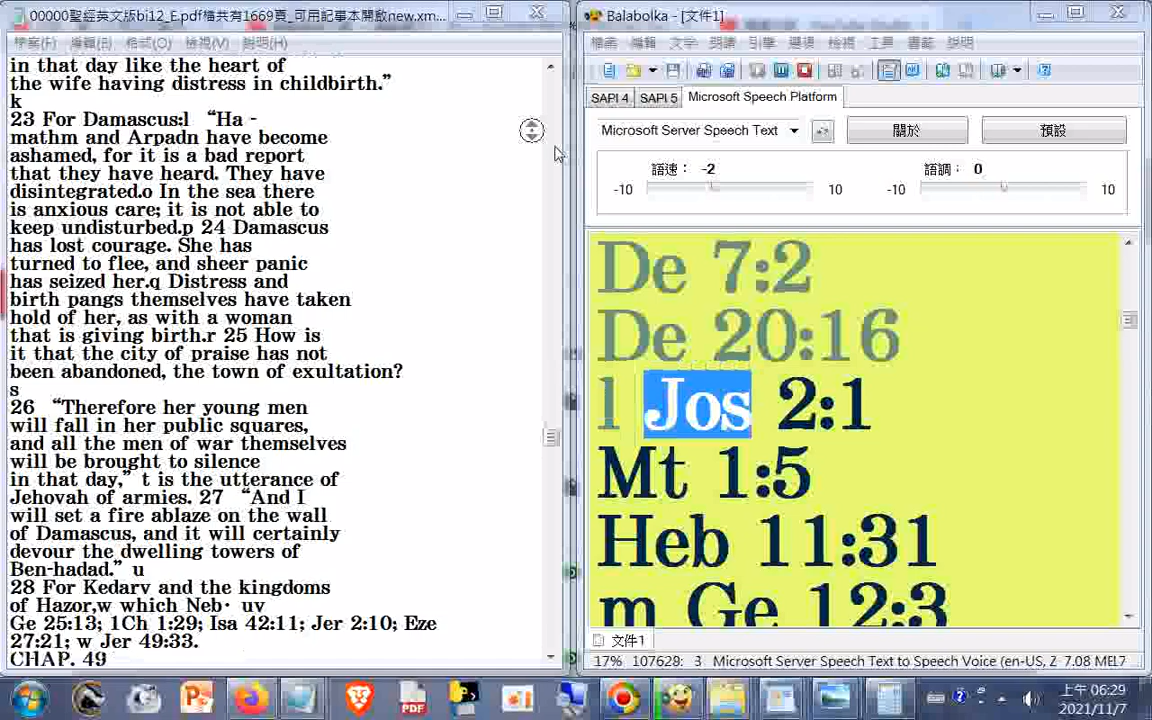 00000聖經英文版bi12_E.pdf檔共有1669頁_可用記事本開啟new.xm...
檔案(F) 編輯(E) 格式(O) 檢視(V) 說明(H)
in that day like the heart of
the wife having distress in childbirth.”
k
23 For Damascus:l “Ha -
mathm and Arpadn have become
ashamed, for it is a bad report
that they have heard. They have
disintegrated.o In the sea there
is anxious care; it is not able to
keep undisturbed.p 24 Damascus
has lost courage. She has
turned to flee, and sheer panic
has seized her.q Distress and
birth pangs themselves have taken
hold of her, as with a woman
that is giving birth.r 25 How is
it that the city of praise has not
been abandoned, the town of exultation?
s
26 “Therefore her young men
will fall in her public squares,
and all the men of war themselves
will be brought to silence
in that day,” t is the utterance of
Jehovah of armies. 27 “And I
will set a fire ablaze on the wall
of Damascus, and it will certainly
devour the dwelling towers of
Ben-hadad.” u
28 For Kedarv and the kingdoms
of Hazor,w which Neb· uv
Ge 25:13; 1Ch 1:29; Isa 42:11; Jer 2:10; Eze
27:21; w Jer 49:33.
CHAP. 49
Balabolka - [文件1]
檔案 編輯 文字 朗讀 引擎 選項 檢視 工具 書籤 說明
SAPI 4 SAPI 5 Microsoft Speech Platform
Microsoft Server Speech Text 關於 預設
語速： -2 語調： 0
-10 10 -10 10
De 7:2
De 20:16
l Jos 2:1
Mt 1:5
Heb 11:31
m Ge 12:3
文件1
17% 107628: 3 Microsoft Server Speech Text to Speech Voice (en-US, Z 7.08 МЕL7
PDF
上午 06:29
2021/11/7